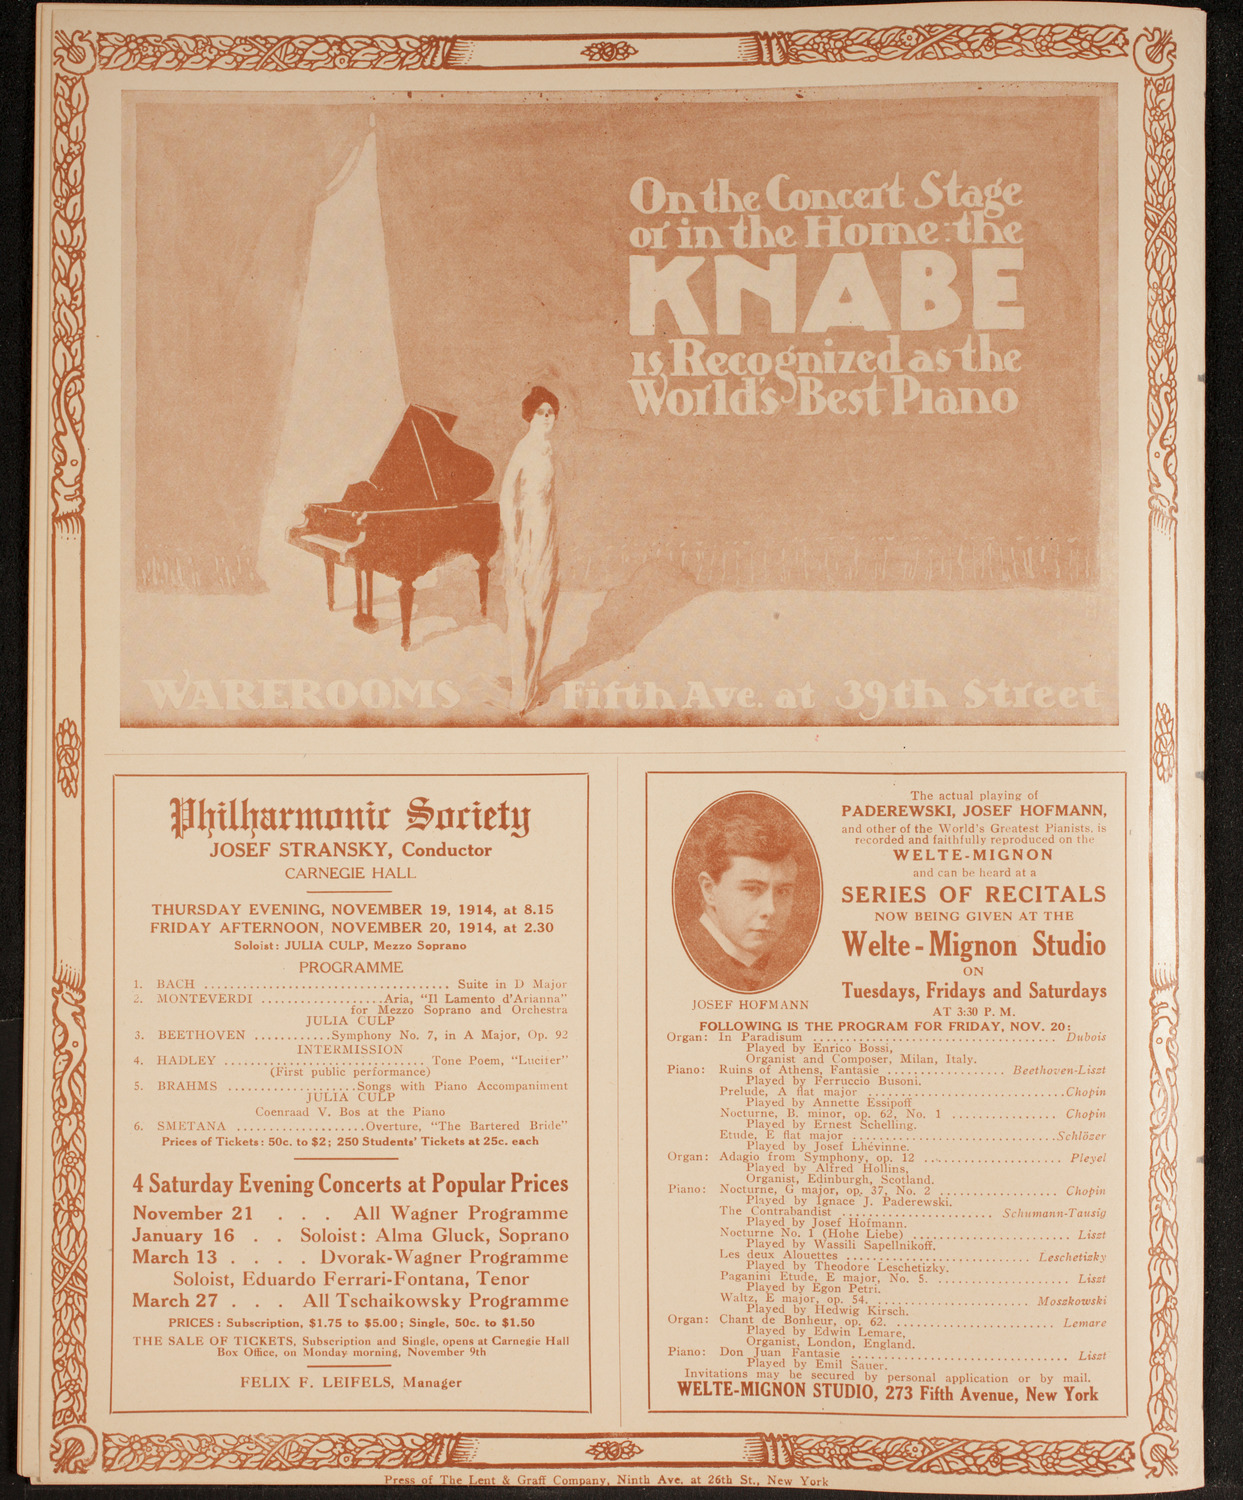 On the Concert Stage
or in the Home: the
KNABE
is Recognized as the
World's Best Piano
WAREROOMS Fifth Ave. at 39th Street
Philharmonic Society
JOSEF STRANSKY, Conductor
CARNEGIE HALL
THURSDAY EVENING, NOVEMBER 19, 1914, at 8.15
FRIDAY AFTERNOON, NOVEMBER 20, 1914, at 2.30
Soloist: JULIA CULP, Mezzo Soprano
PROGRAMME
1. BACH ........ Suite in D Major
2. MONTEVERDI ........ Aria, "Il Lamento d'Arianna"
for Mezzo Soprano and Orchestra
JULIA CULP
3. BEETHOVEN ........ Symphony No. 7, in A Major, Op. 92
INTERMISSION
4. HADLEY ........ Tone Poem, "Lucifer"
(First public performance)
5. BRAHMS ........ Songs with Piano Accompaniment
JULIA CULP
Coenraad V. Bos at the Piano
6. SMETANA ........ Overture, "The Bartered Bride"
Prices of Tickets: 50c. to $2; 250 Students' Tickets at 25c. each
4 Saturday Evening Concerts at Popular Prices
November 21 . . . All Wagner Programme
January 16 . . Soloist: Alma Gluck, Soprano
March 13 . . . . Dvorak-Wagner Programme
Soloist, Eduardo Ferrari-Fontana, Tenor
March 27 . . . All Tschaikowsky Programme
PRICES: Subscription, $1.75 to $5.00; Single, 50c. to $1.50
THE SALE OF TICKETS, Subscription and Single, opens at Carnegie Hall
Box Office, on Monday morning, November 9th
FELIX F. LEIFELS, Manager
The actual playing of
PADEREWSKI, JOSEF HOFMANN,
and other of the World's Greatest Pianists, is
recorded and faithfully reproduced on the
WELTE-MIGNON
and can be heard at a
SERIES OF RECITALS
NOW BEING GIVEN AT THE
Welte-Mignon Studio
ON
Tuesdays, Fridays and Saturdays
AT 3:30 P. M.
JOSEF HOFMANN
FOLLOWING IS THE PROGRAM FOR FRIDAY, NOV. 20:
Organ: In Paradisum ........ Dubois
Played by Enrico Bossi,
Organist and Composer, Milan, Italy.
Piano: Ruins of Athens, Fantasie ........ Beethoven-Liszt
Played by Ferruccio Busoni.
Prelude, A flat major ........ Chopin
Played by Annette Essipoff
Nocturne, B. minor, op. 62, No. 1 ........ Chopin
Played by Ernest Schelling.
Etude, E flat major ........ Schlözer
Played by Josef Lhévinne.
Organ: Adagio from Symphony, op. 12 ........ Pleyel
Played by Alfred Hollins,
Organist, Edinburgh, Scotland.
Piano: Nocturne, G major, op. 37, No. 2 ........ Chopin
Played by Ignace J. Paderewski.
The Contrabandist ........ Schumann-Tausig
Played by Josef Hofmann.
Nocturne No. 1 (Hohe Liebe) ........ Liszt
Played by Wassili Sapellnikoff.
Les deux Alouettes ........ Leschetizky
Played by Theodore Leschetizky.
Paganini Etude, E major, No. 5. ........ Liszt
Played by Egon Petri.
Waltz, E major, op. 54. ........ Moszkowski
Played by Hedwig Kirsch.
Organ: Chant de Bonheur, op. 62. ........ Lemare
Played by Edwin Lemare,
Organist, London, England.
Piano: Don Juan Fantasie ........ Liszt
Played by Emil Sauer.
Invitations may be secured by personal application or by mail.
WELTE-MIGNON STUDIO, 273 Fifth Avenue, New York
Press of The Lent & Graff Company, Ninth Ave. at 26th St., New York